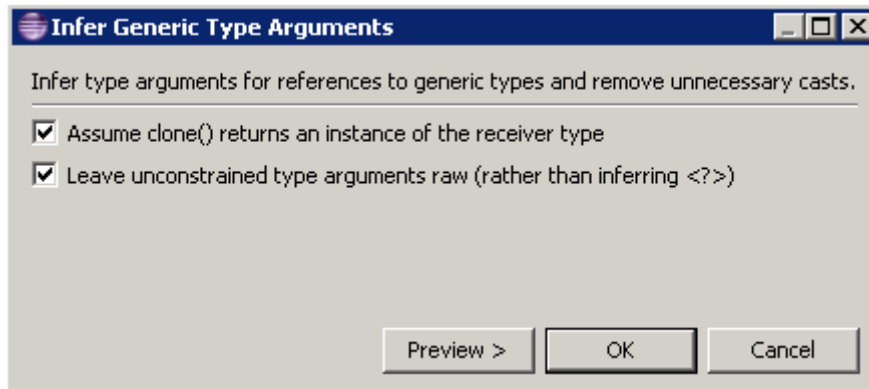 Infer Generic Type Arguments
Infer type arguments for references to generic types and remove unnecessary casts.
Assume clone() returns an instance of the receiver type
Leave unconstrained type arguments raw (rather than inferring <?>)
Preview > OK Cancel